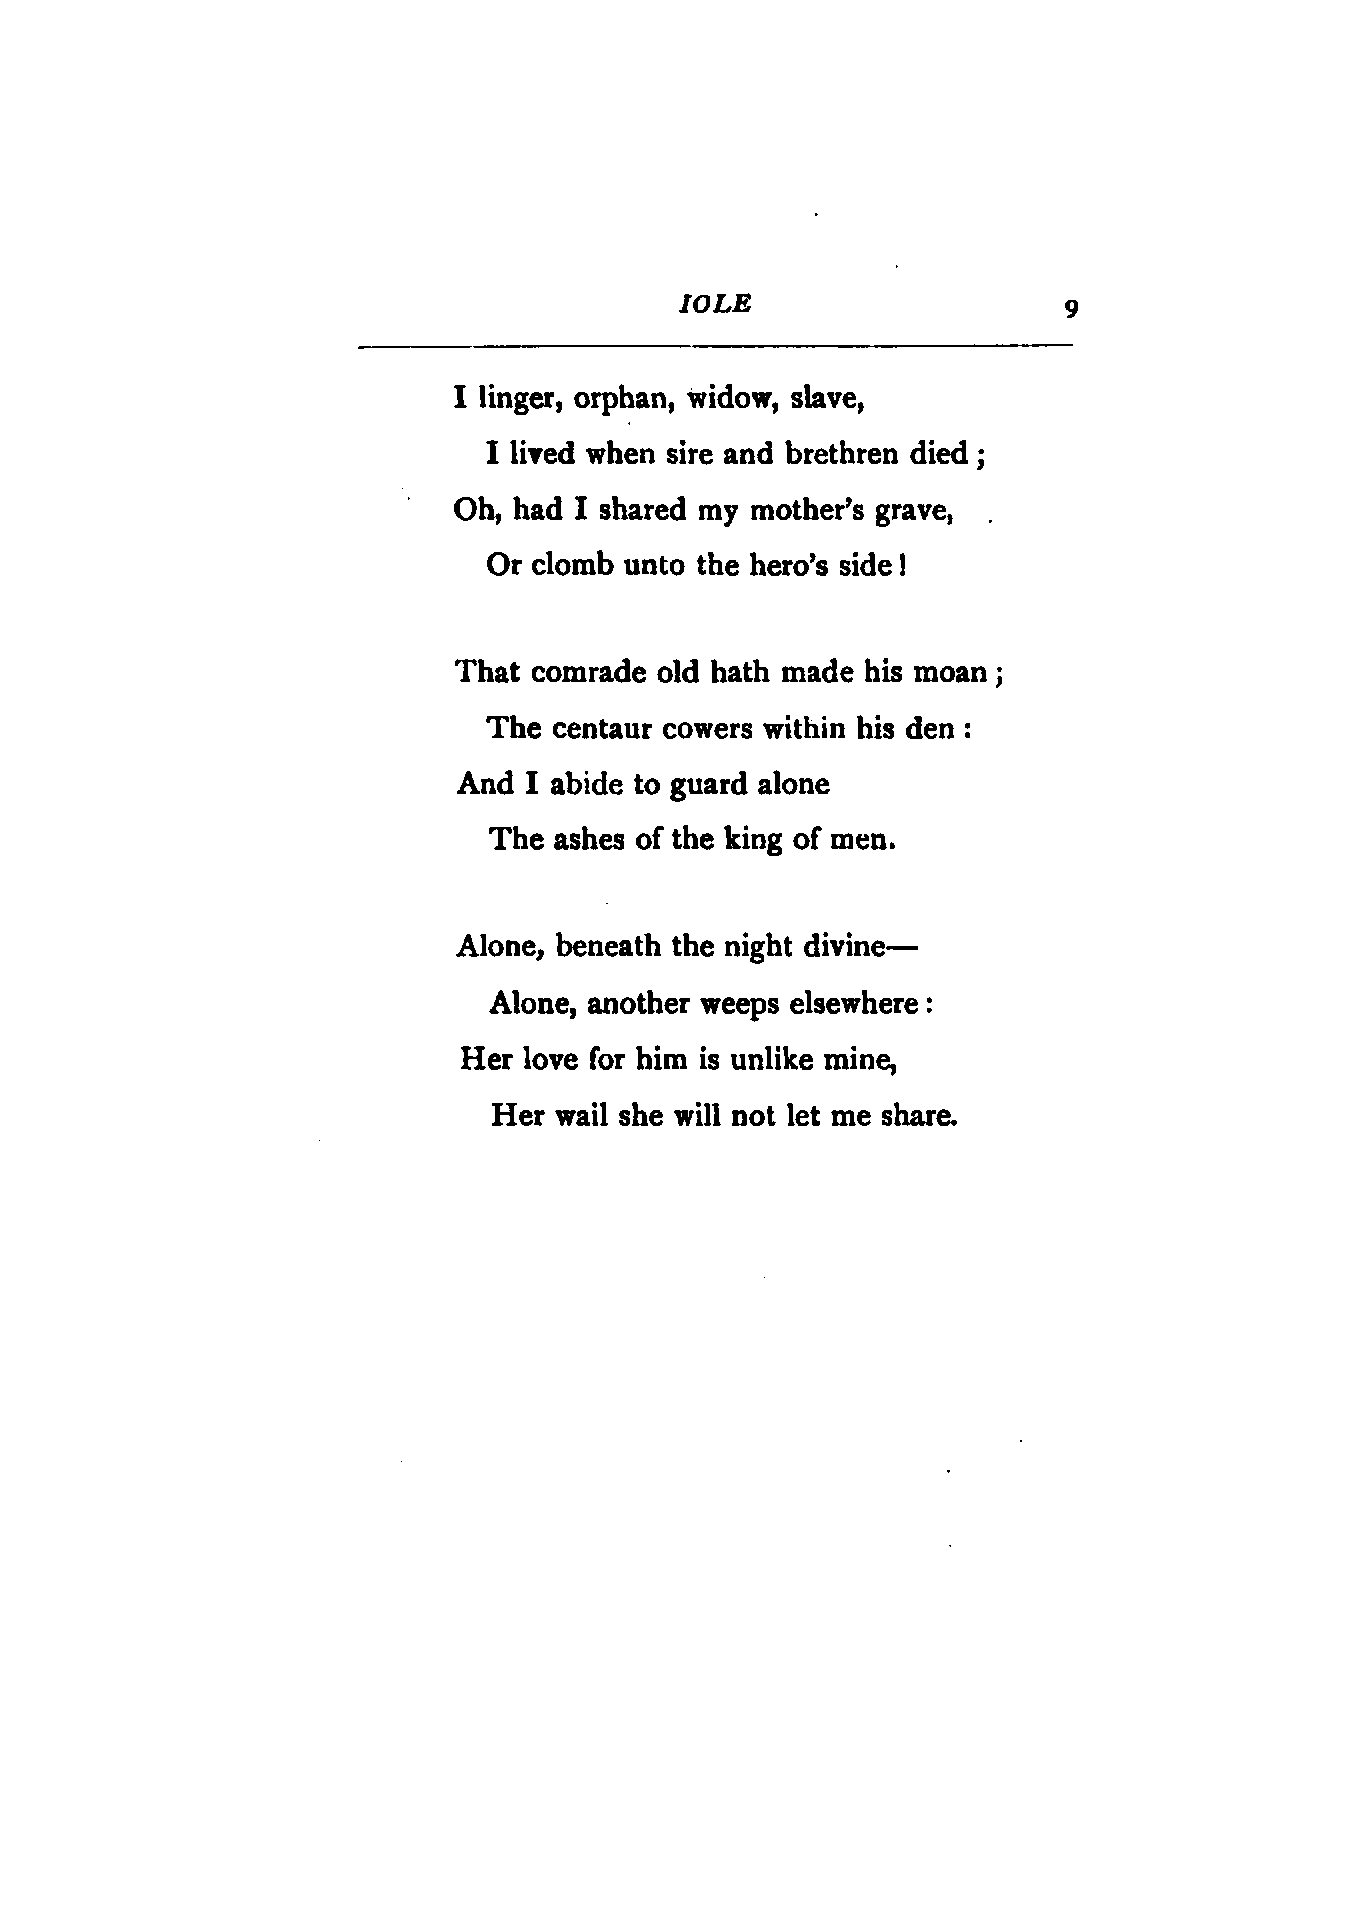 IOLE 9
I linger, orphan, widow, slave,
I lived when sire and brethren died ;
Oh, had I shared my mother's grave,
Or clomb unto the hero's side !
That comrade old hath made his moan ;
The centaur cowers within his den :
And I abide to guard alone
The ashes of the king of men.
Alone, beneath the night divine—
Alone, another weeps elsewhere :
Her love for him is unlike mine,
Her wail she will not let me share.